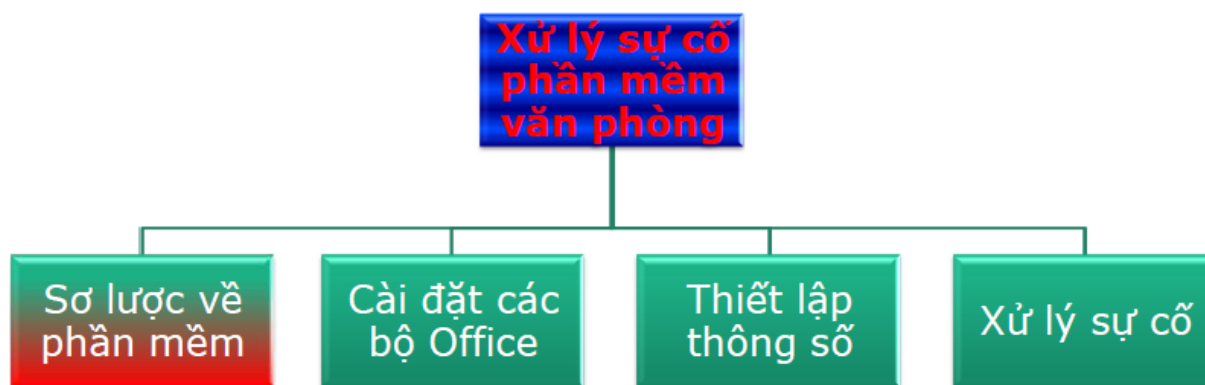 Xử lý sự cố
phần mềm
văn phòng
Sơ lược về
phần mềm
Cài đặt các
bộ Office
Thiết lập
thông số
Xử lý sự cố